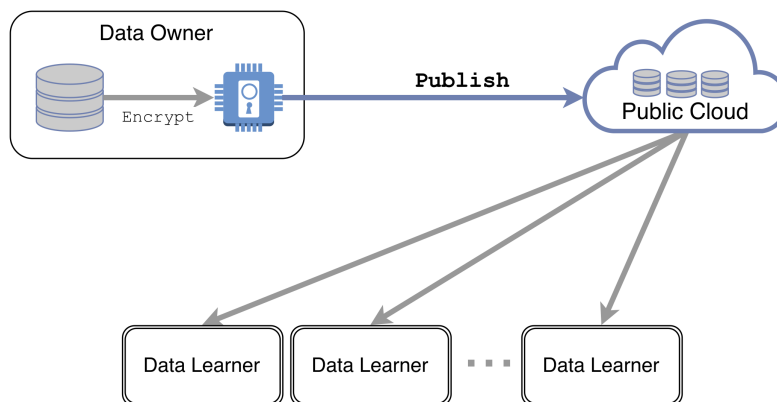 Data Owner
Encrypt
Publish
Public Cloud
Data Learner
Data Learner
Data Learner